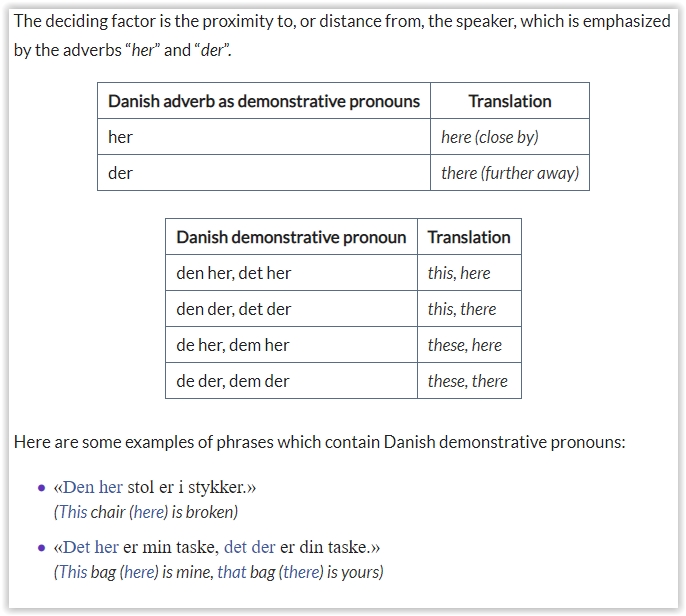 The deciding factor is the proximity to, or distance from, the speaker, which is emphasized
by the adverbs “her” and “der”.
Danish adverb as demonstrative pronouns Translation
her here (close by)
der there (further away)
Danish demonstrative pronoun Translation
den her, det her this, here
den der, det der this, there
de her, dem her these, here
de der, dem der these, there
Here are some examples of phrases which contain Danish demonstrative pronouns:
• «Den her stol er i stykker.»
(This chair (here) is broken)
• «Det her er min taske, det der er din taske.»
(This bag (here) is mine, that bag (there) is yours)